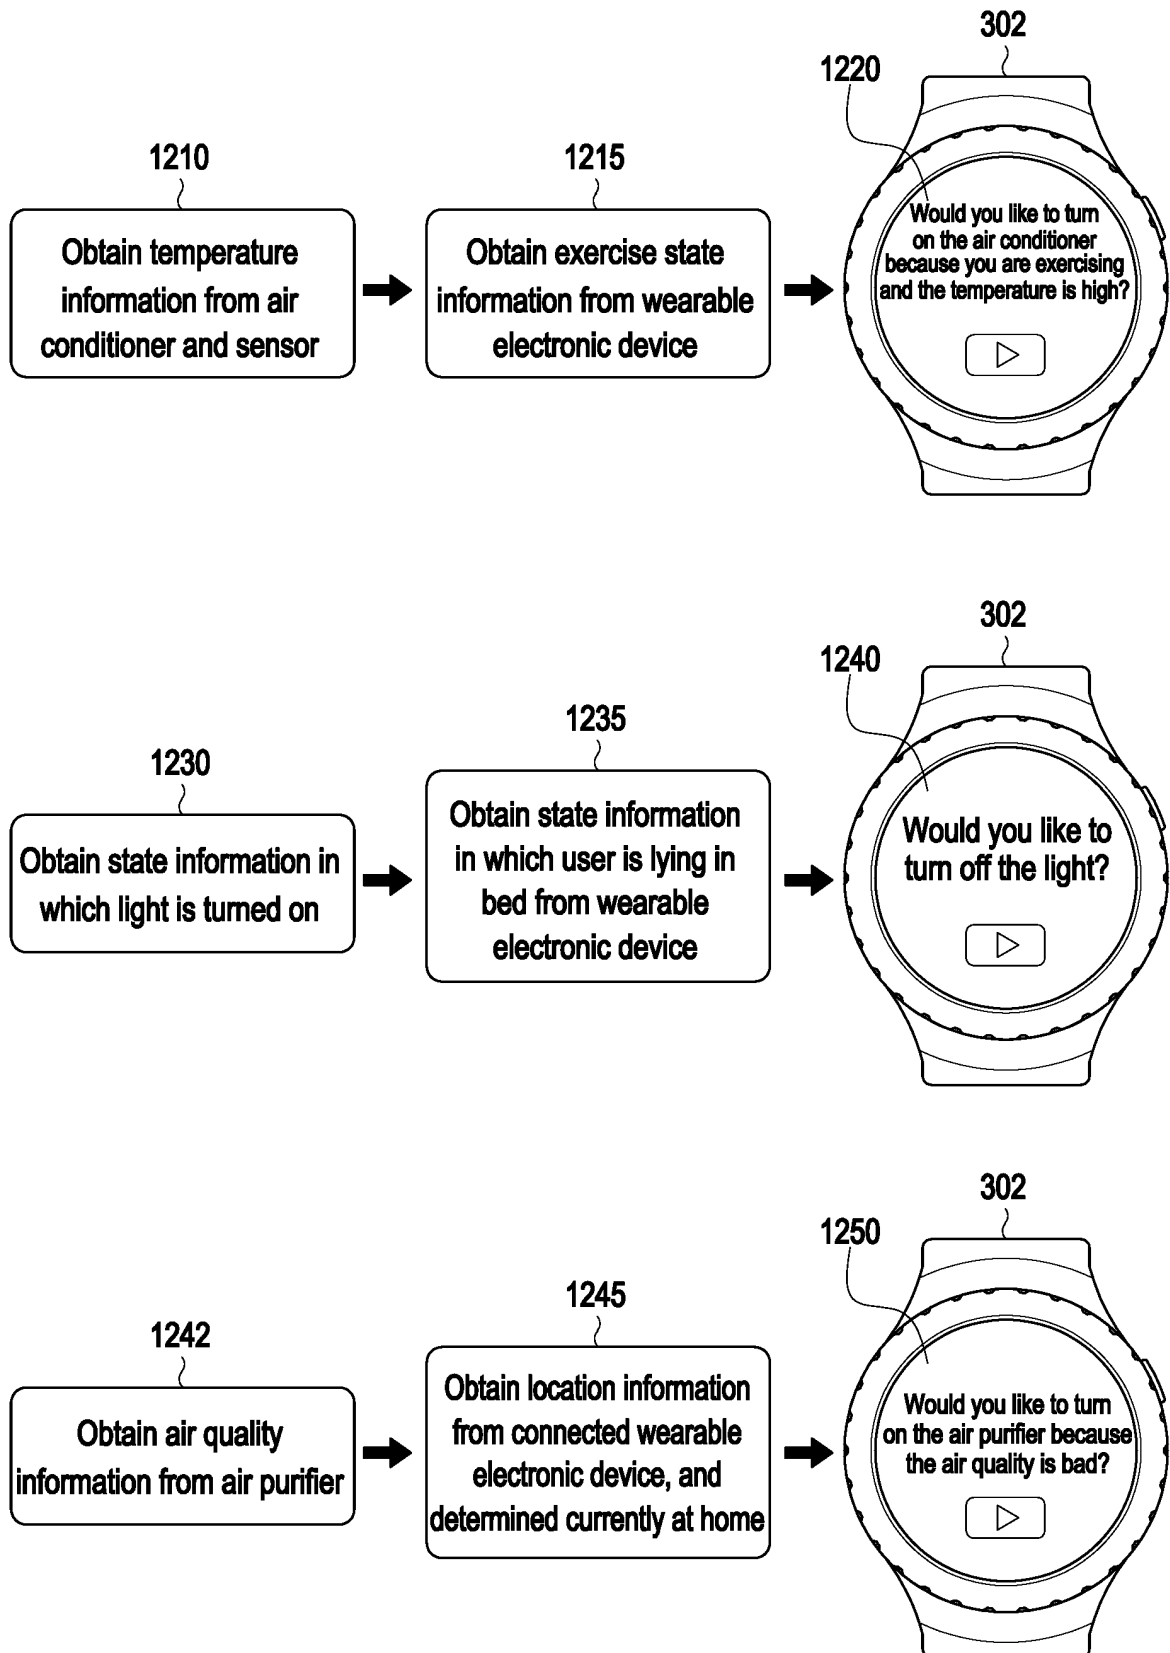 302
1220
1210
1215
Obtain temperature
information from air
conditioner and sensor
Obtain exercise state
information from wearable
electronic device
Would you like to turn
on the air conditioner
because you are exercising
and the temperature is high?
302
1240
1230
1235
Obtain state information in
which light is turned on
Obtain state information
in which user is lying in
bed from wearable
electronic device
Would you like to
turn off the light?
302
1250
1242
1245
Obtain air quality
information from air purifier
Obtain location information
from connected wearable
electronic device, and
determined currently at home
Would you like to turn
on the air purifier because
the air quality is bad?